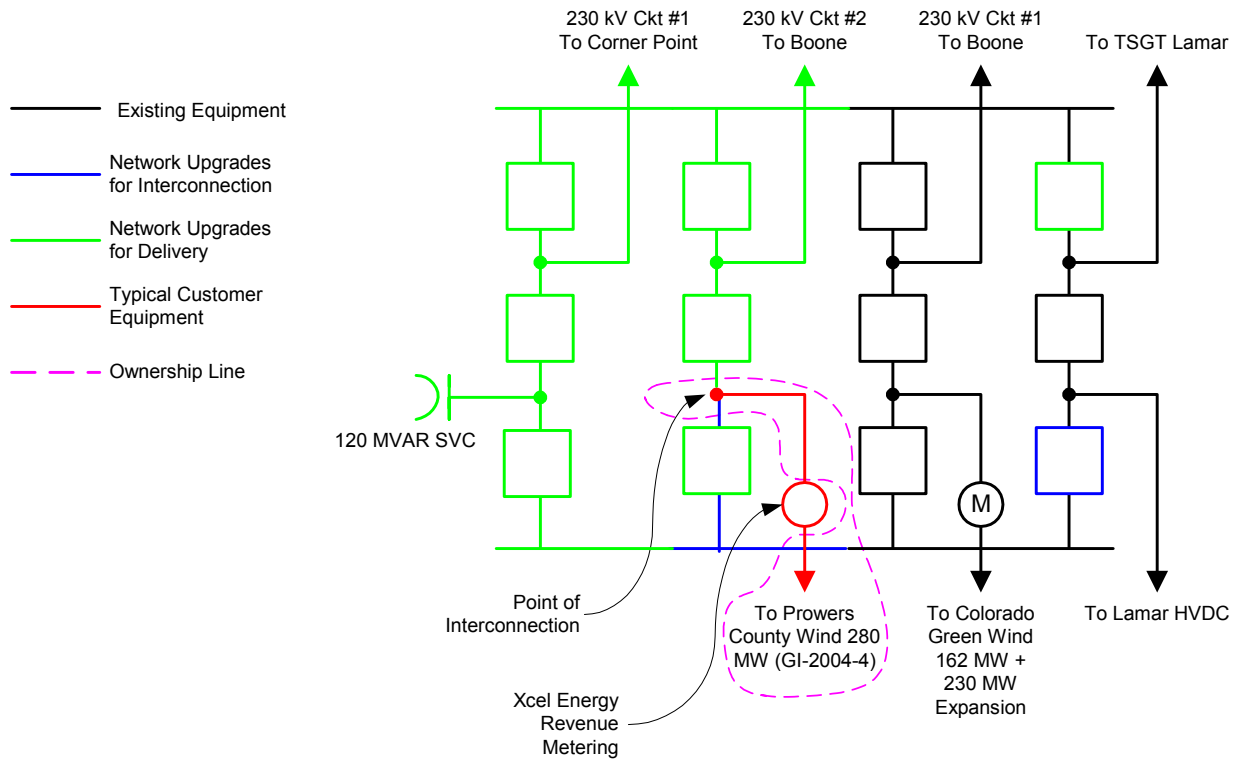 230 kV Ckt #1
To Corner Point
230 kV Ckt #2
To Boone
230 kV Ckt #1
To Boone
To TSGT Lamar
Existing Equipment
Network Upgrades
for Interconnection
Network Upgrades
for Delivery
Typical Customer
Equipment
Ownership Line
120 MVAR SVC
M
Point of
Interconnection
To Prowers
County Wind 280
MW (GI-2004-4)
To Colorado
Green Wind
162 MW +
230 MW
Expansion
To Lamar HVDC
Xcel Energy
Revenue
Metering